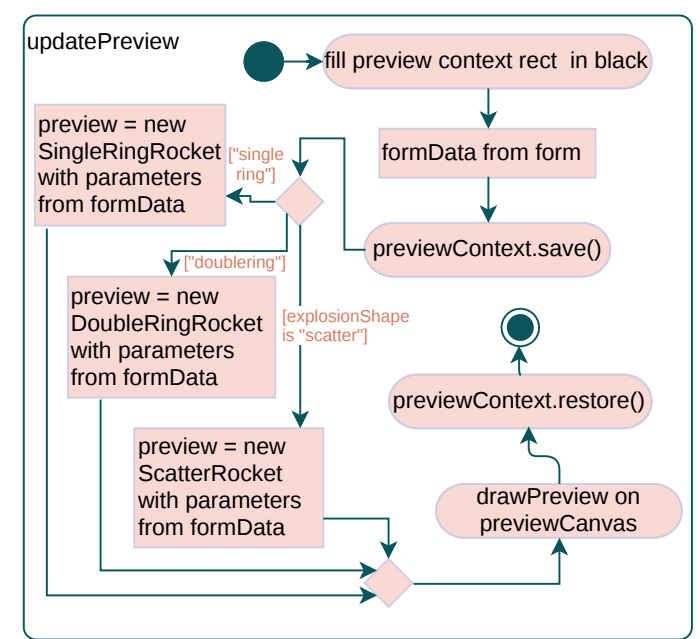 updatePreview
fill preview context rect  in black
formData from form
previewContext.save()
["single
ring"]
preview = new
SingleRingRocket
with parameters
from formData
["doublering"]
preview = new
DoubleRingRocket
with parameters
from formData
[explosionShape
is "scatter"]
preview = new
ScatterRocket
with parameters
from formData
drawPreview on
previewCanvas
previewContext.restore()